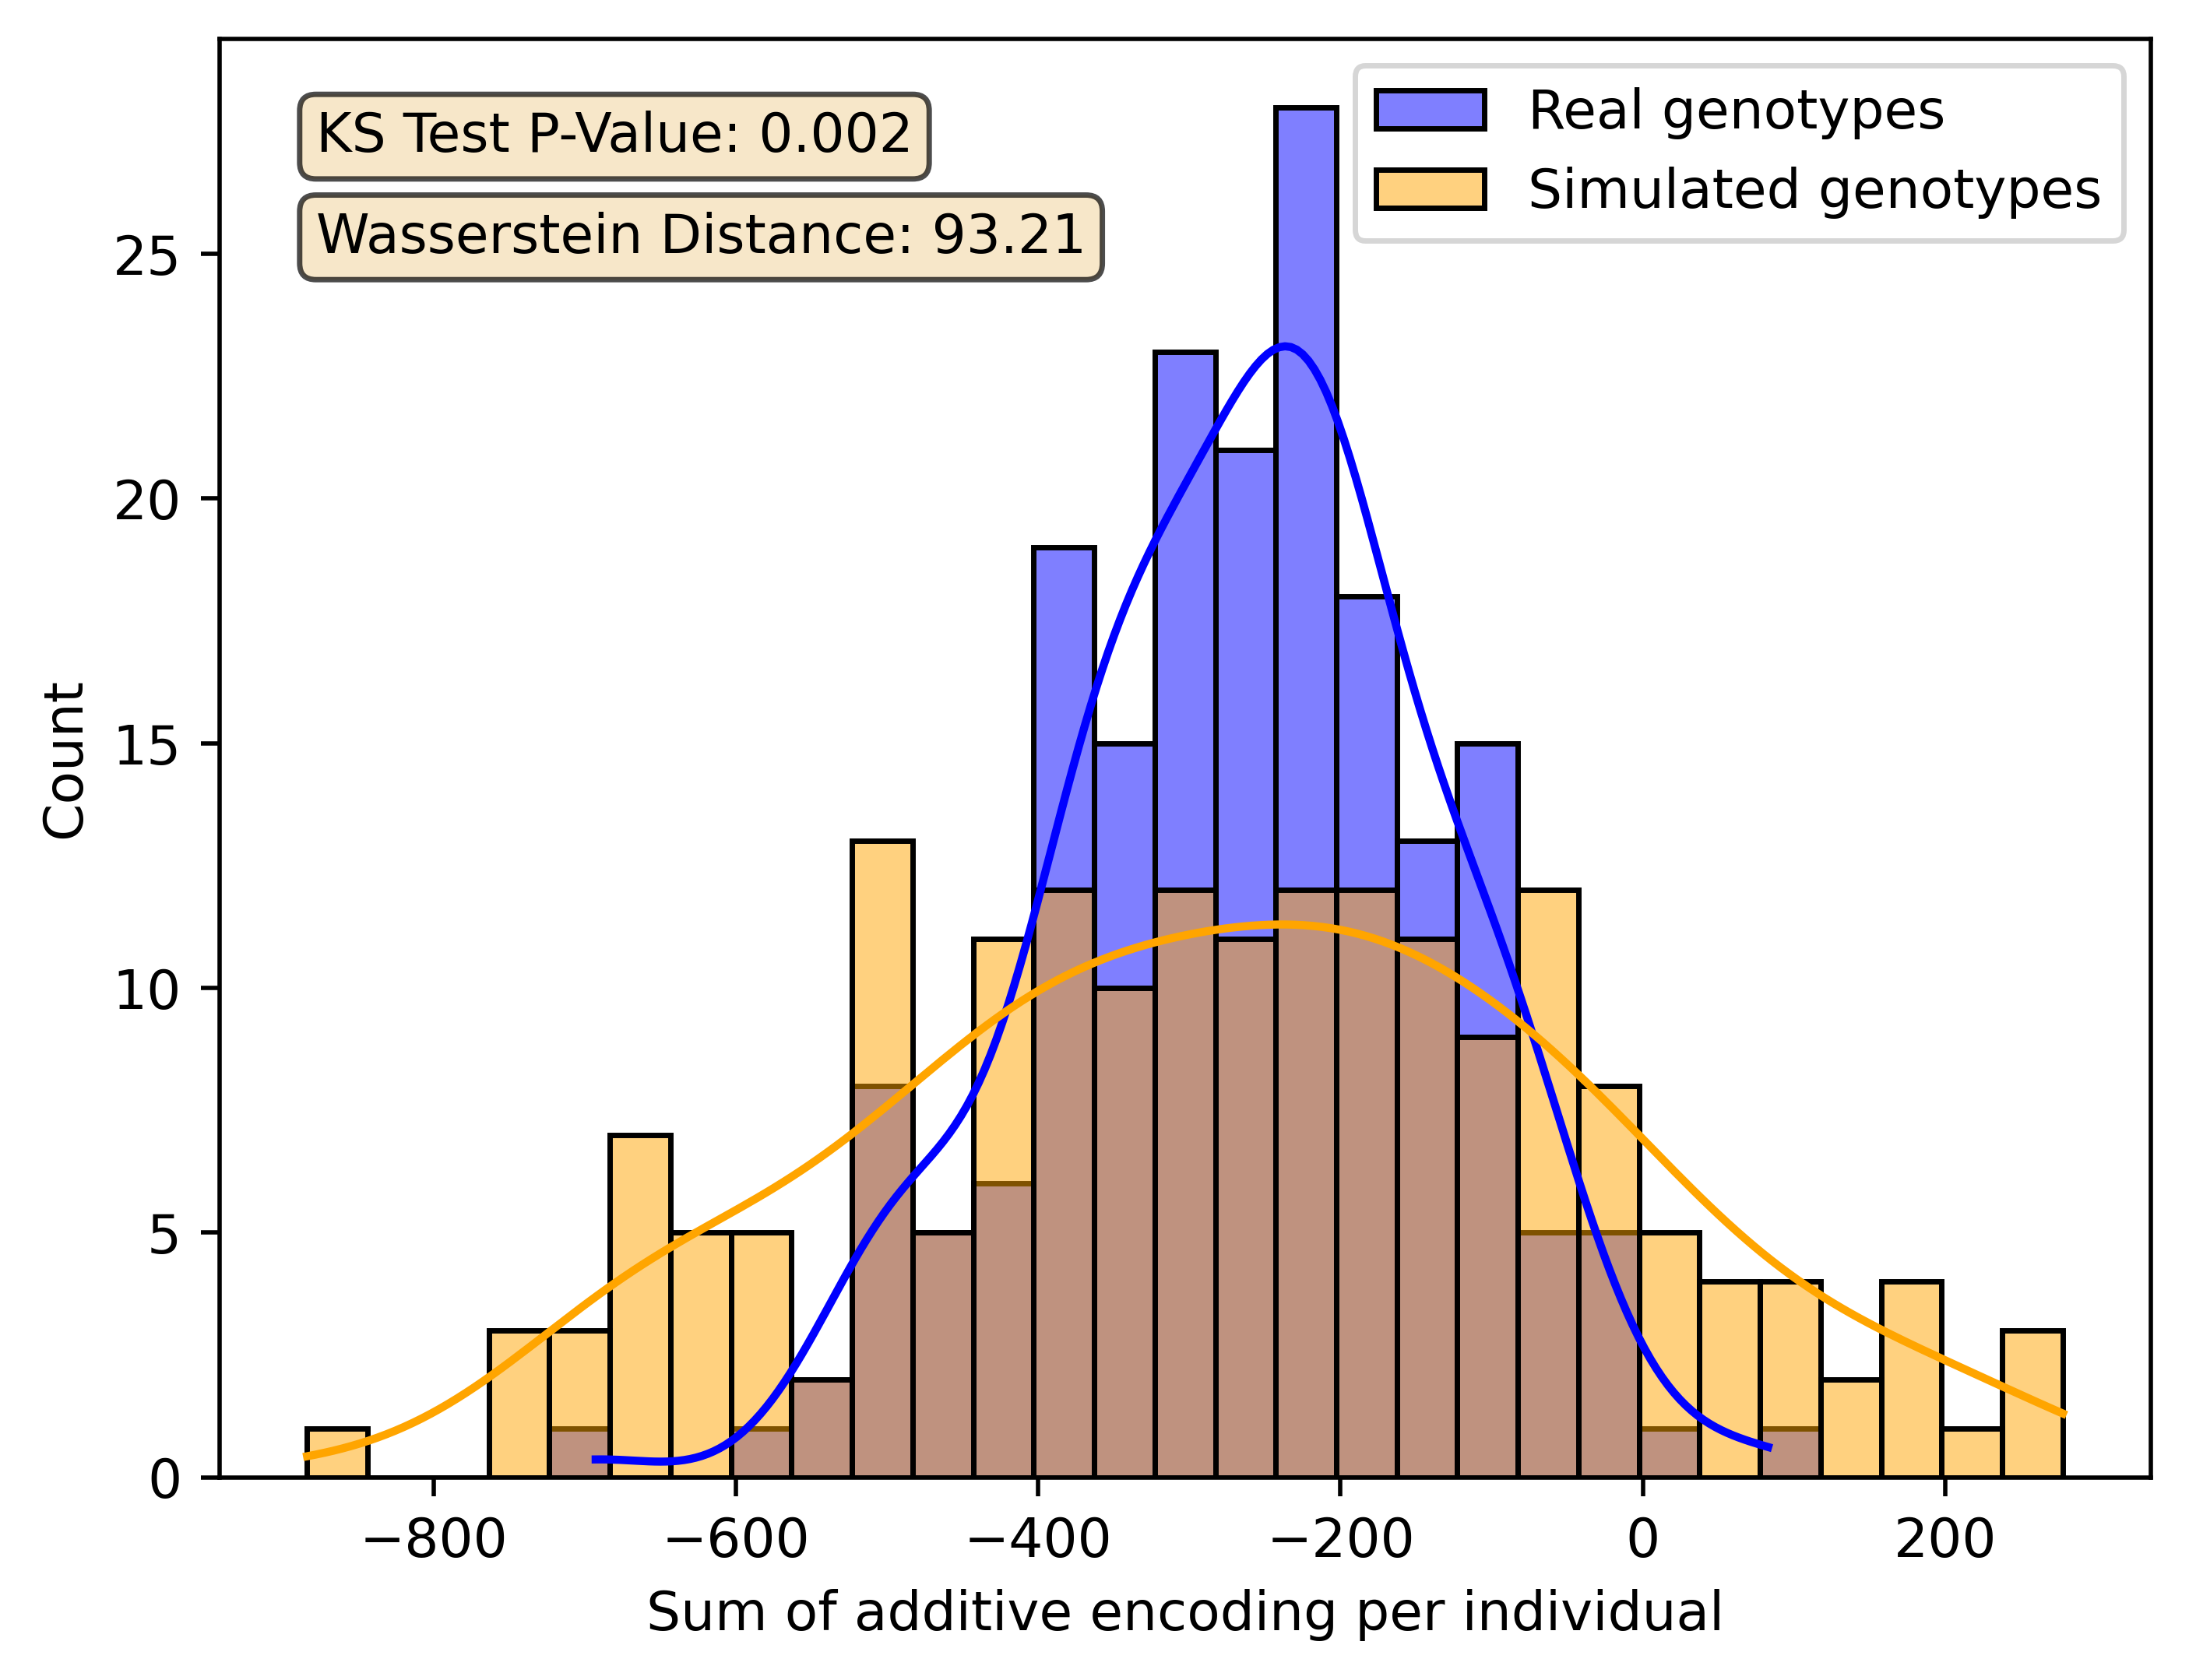 KS Test P-Value: 0.002
Wasserstein Distance: 93.21
Real genotypes
Simulated genotypes
Count
25
20
15
10
5
0
−800 −600 −400 −200 0 200
Sum of additive encoding per individual